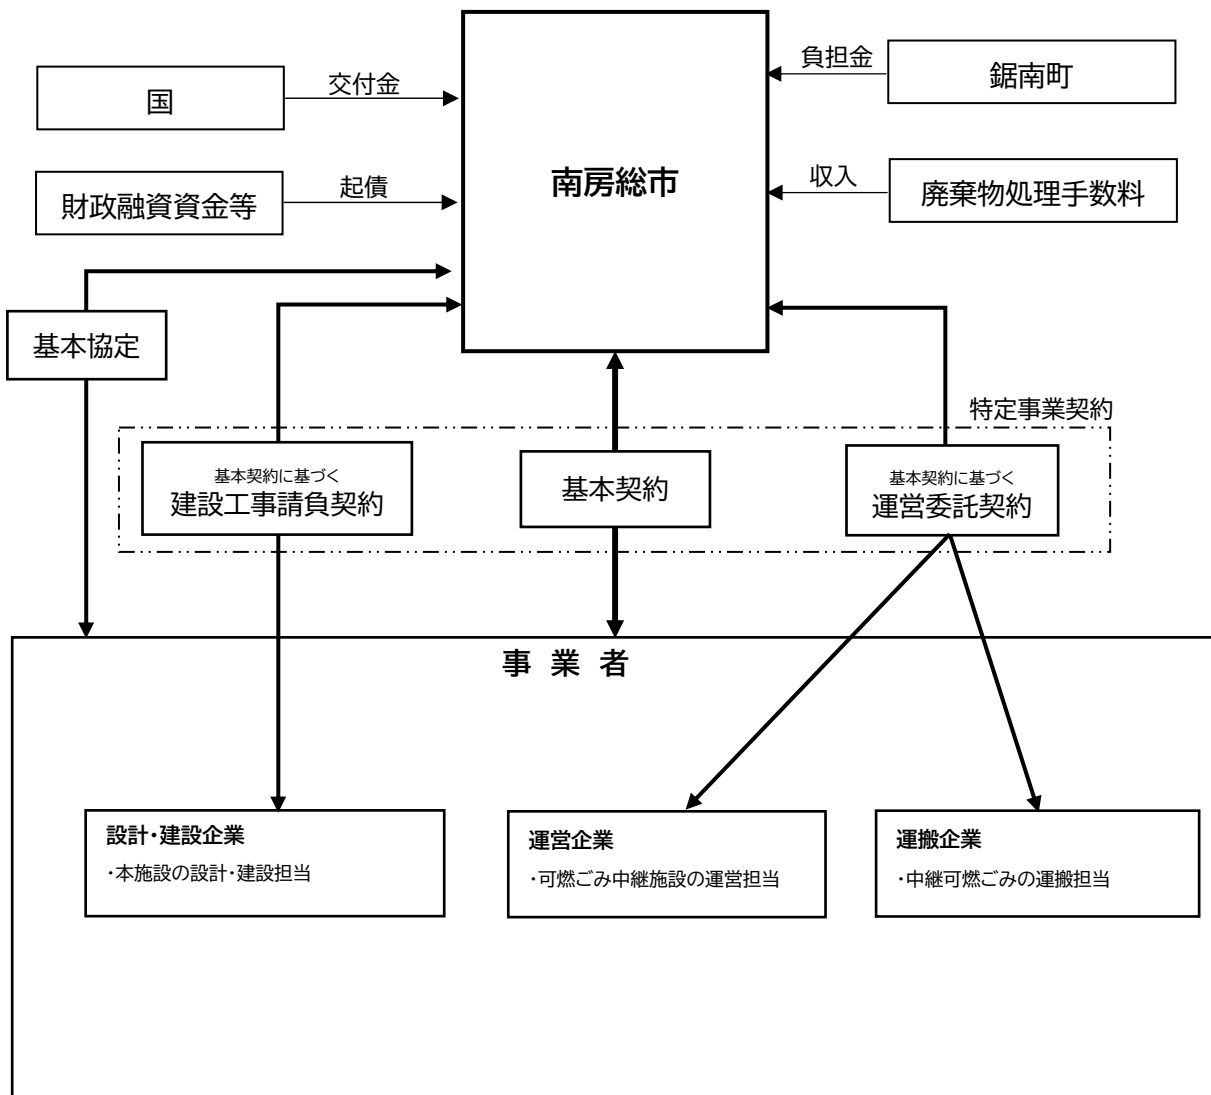 国
交付金
財政融資資金等
起債
南房総市
負担金
鋸南町
収入
廃棄物処理手数料
基本協定
特定事業契約
基本契約に基づく
建設工事請負契約
基本契約
基本契約に基づく
運営委託契約
事 業 者
設計・建設企業
・本施設の設計・建設担当
運営企業
・可燃ごみ中継施設の運営担当
運搬企業
・中継可燃ごみの運搬担当